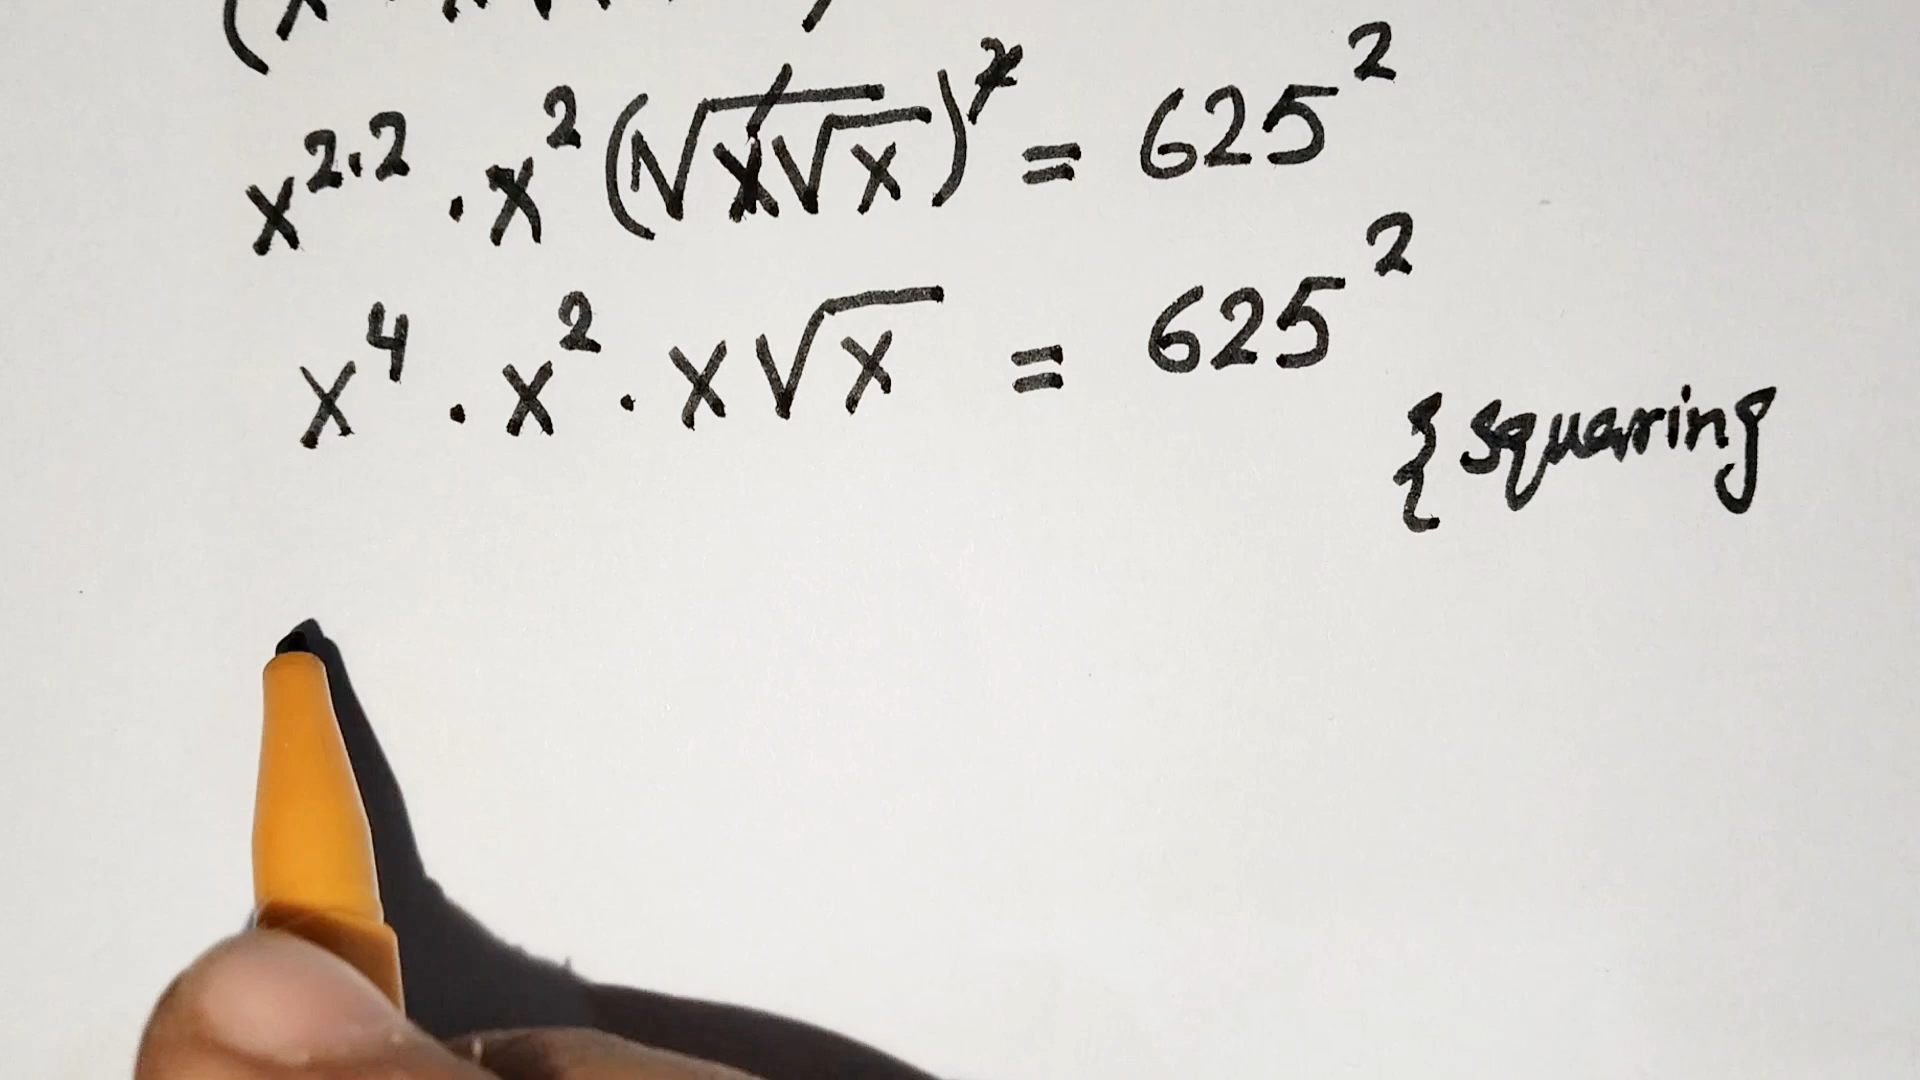 x^{2.2} . x^2 (√(x√x))^2 = 625^2
x^4 . x^2 . x√x = 625^2
{ squaring